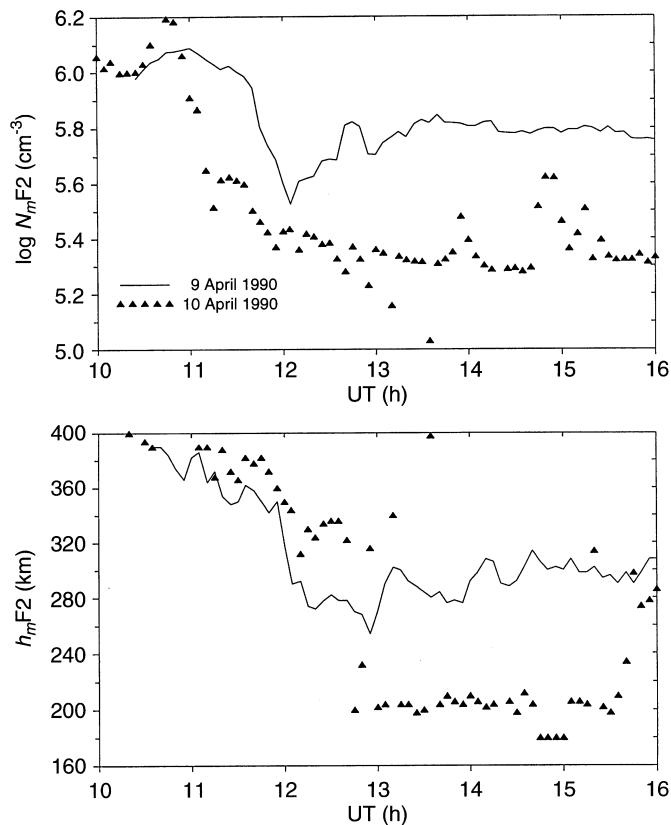 6.2
6.0
5.8
5.6
5.4
5.2
5.0
log NmF2 (cm-3)
9 April 1990
10 April 1990
10 11 12 13 14 15 16
UT (h)
400
360
320
280
240
200
160
hmF2 (km)
10 11 12 13 14 15 16
UT (h)